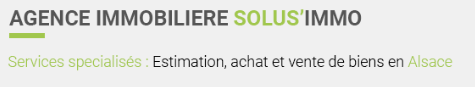 AGENCE IMMOBILIERE SOLUS'IMMO
Services specialisés : Estimation, achat et vente de biens en Alsace